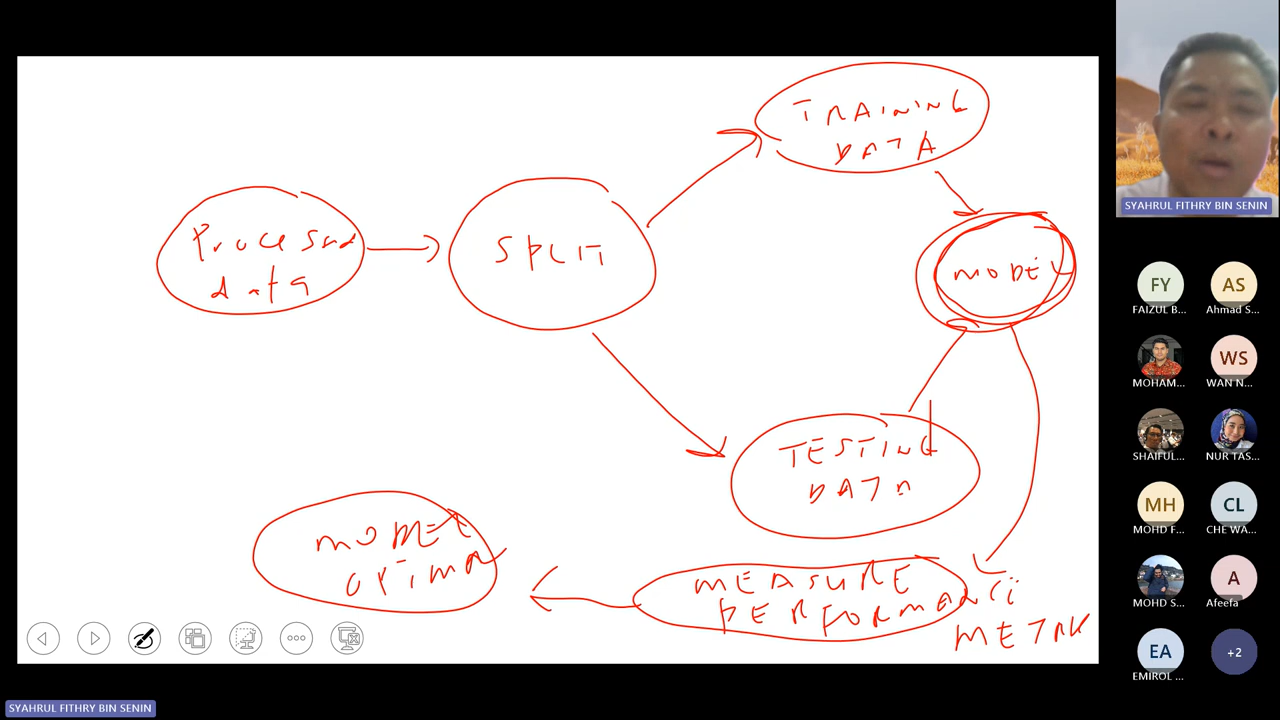 Processed
data
SPLIT
TRAINING
DATA
MODEL
TESTING
DATA
MEASURE
PERFORMANCE
METRK
MODEL
OPTIMA
SYAHRUL FITHRY BIN SENIN
FY
FAIZUL B...
AS
Ahmad S...
MOHAM...
WS
WAN N...
SHAIFUL...
NUR TAS...
MH
MOHD F...
CL
CHE WA...
MOHD S...
A
Afeefa
EA
EMIROL ...
+2
SYAHRUL FITHRY BIN SENIN